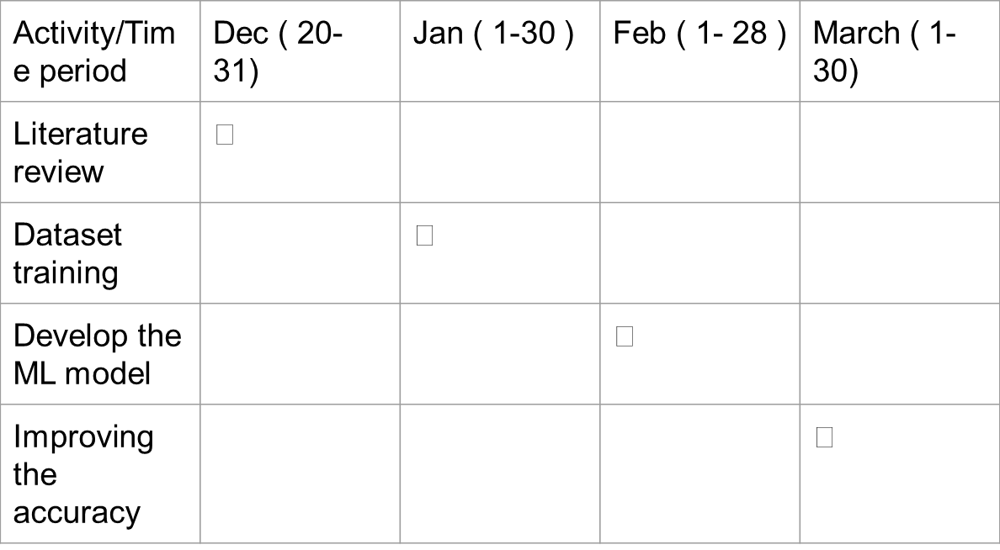 Activity/Tim
e period
Dec ( 20-
31)
Jan ( 1-30 )
Feb ( 1- 28 )
March ( 1-
30)
Literature
review
Dataset
training
Develop the
ML model
Improving
the
accuracy